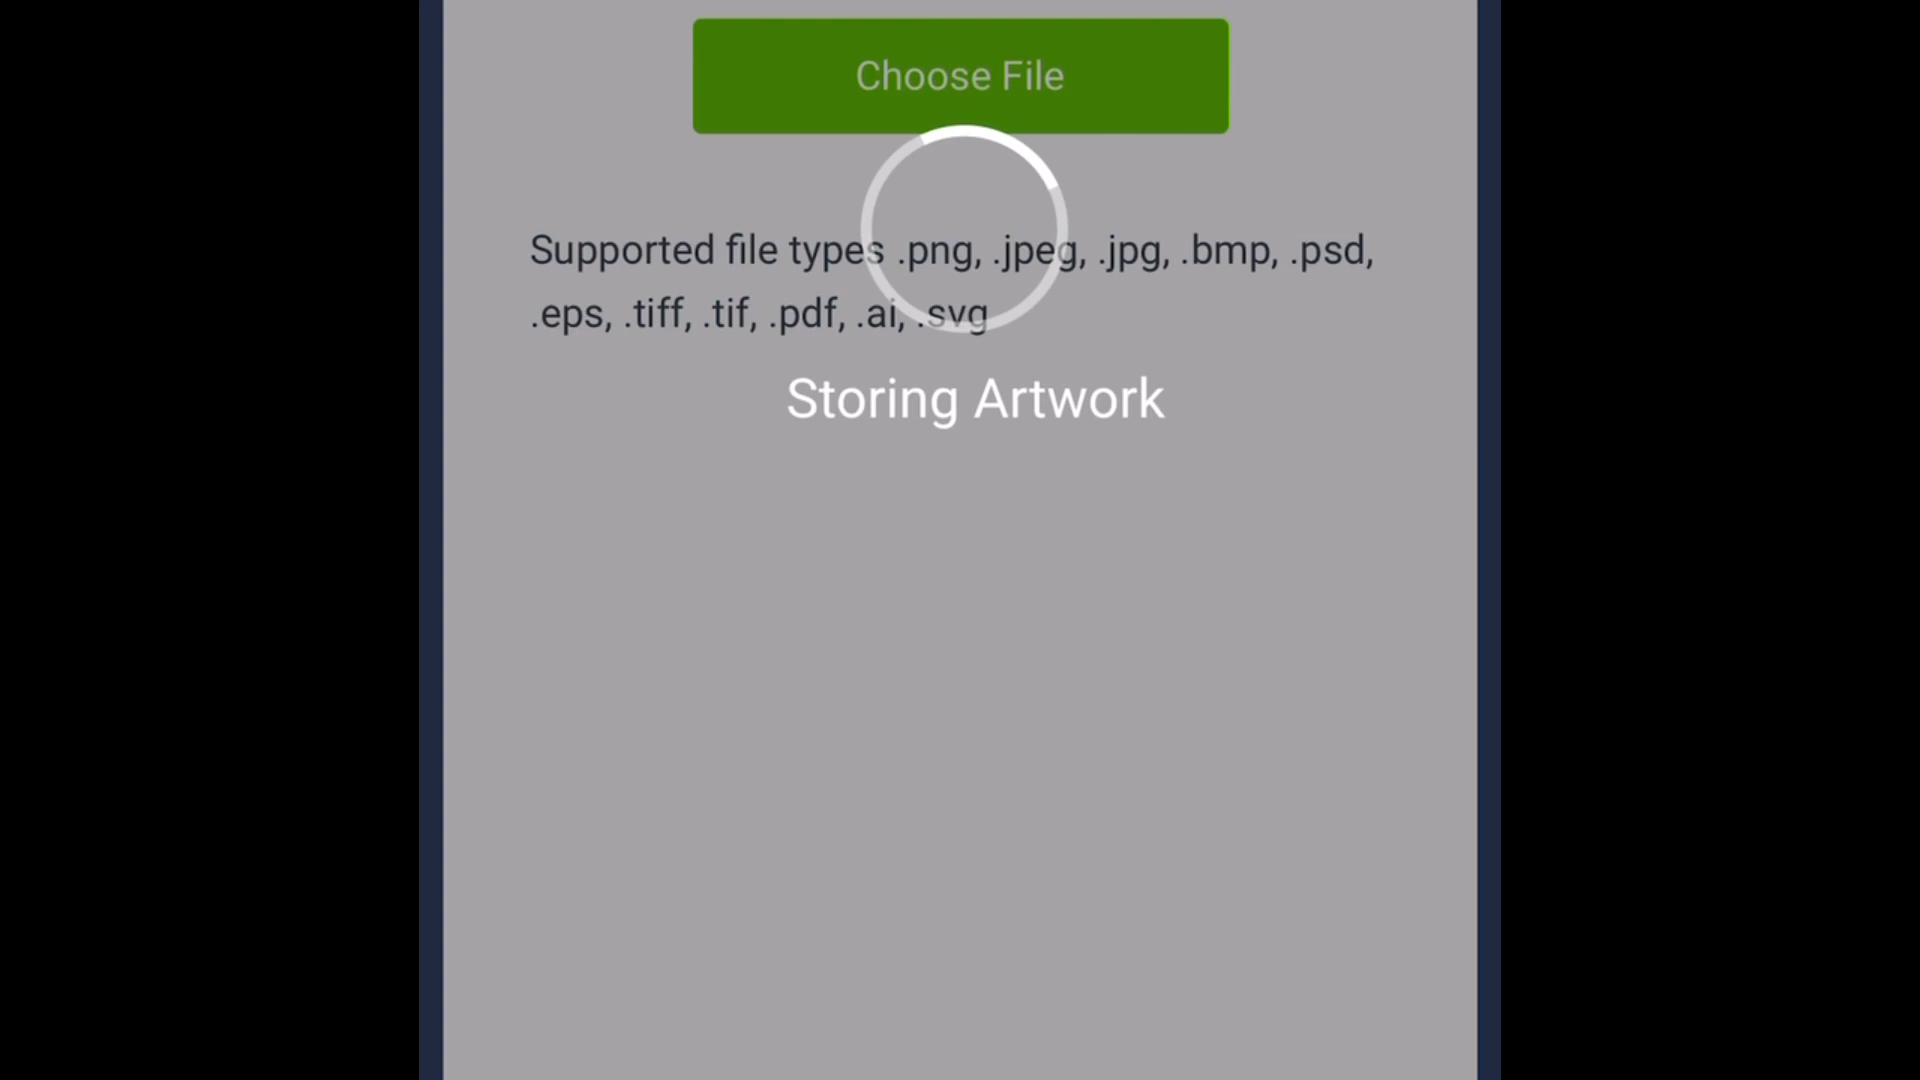 Choose File
Supported file types .png, .jpeg, .jpg, .bmp, .psd,
.eps, .tiff, .tif, .pdf, .ai, .svg
Storing Artwork